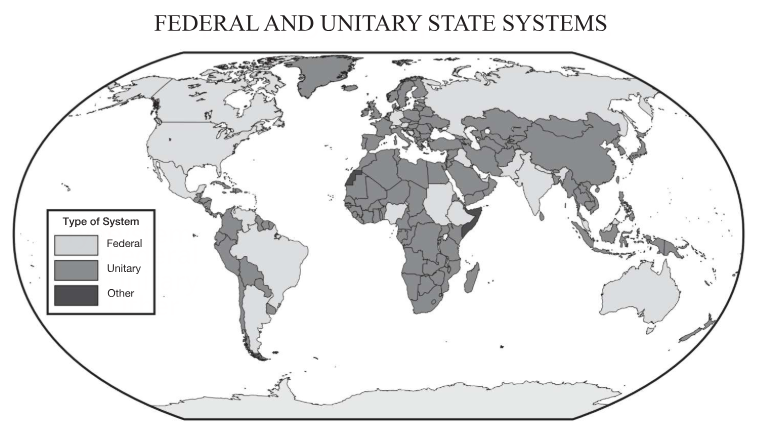 FEDERAL AND UNITARY STATE SYSTEMS
Type of System
Federal
Unitary
Other